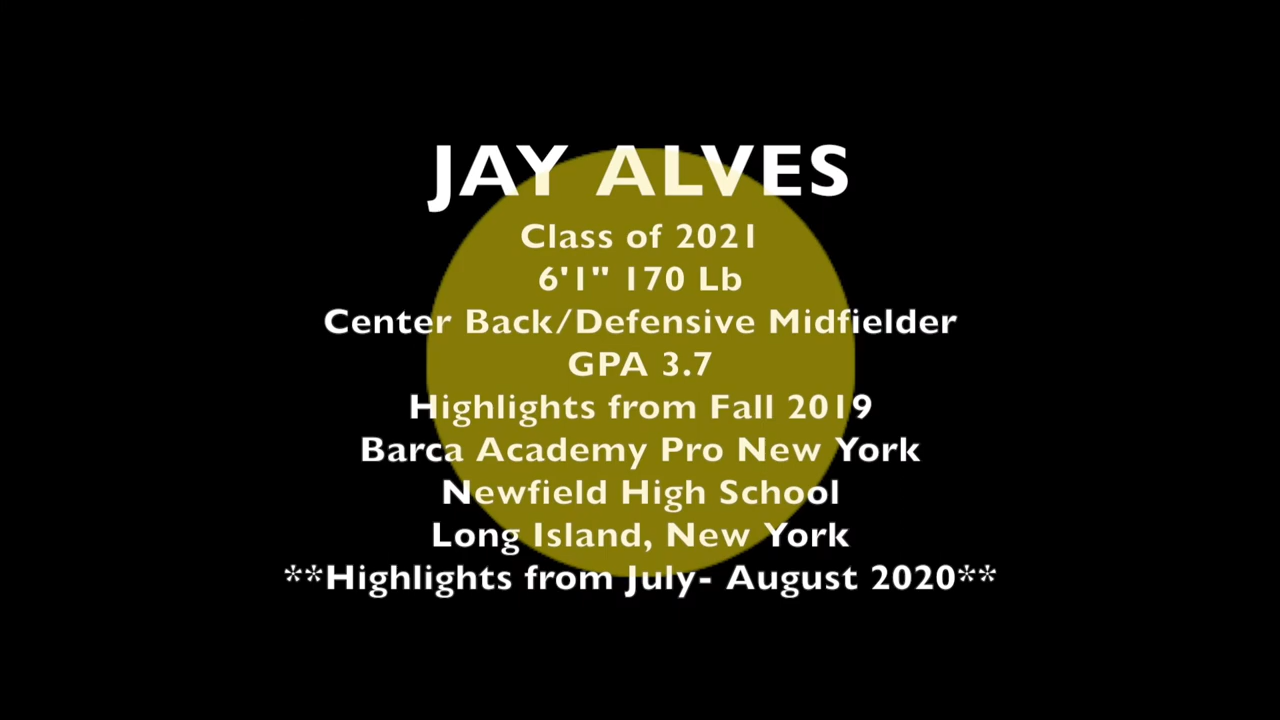 JAY ALVES
Class of 2021
6'1" 170 Lb
Center Back/Defensive Midfielder
GPA 3.7
Highlights from Fall 2019
Barca Academy Pro New York
Newfield High School
Long Island, New York
**Highlights from July- August 2020**